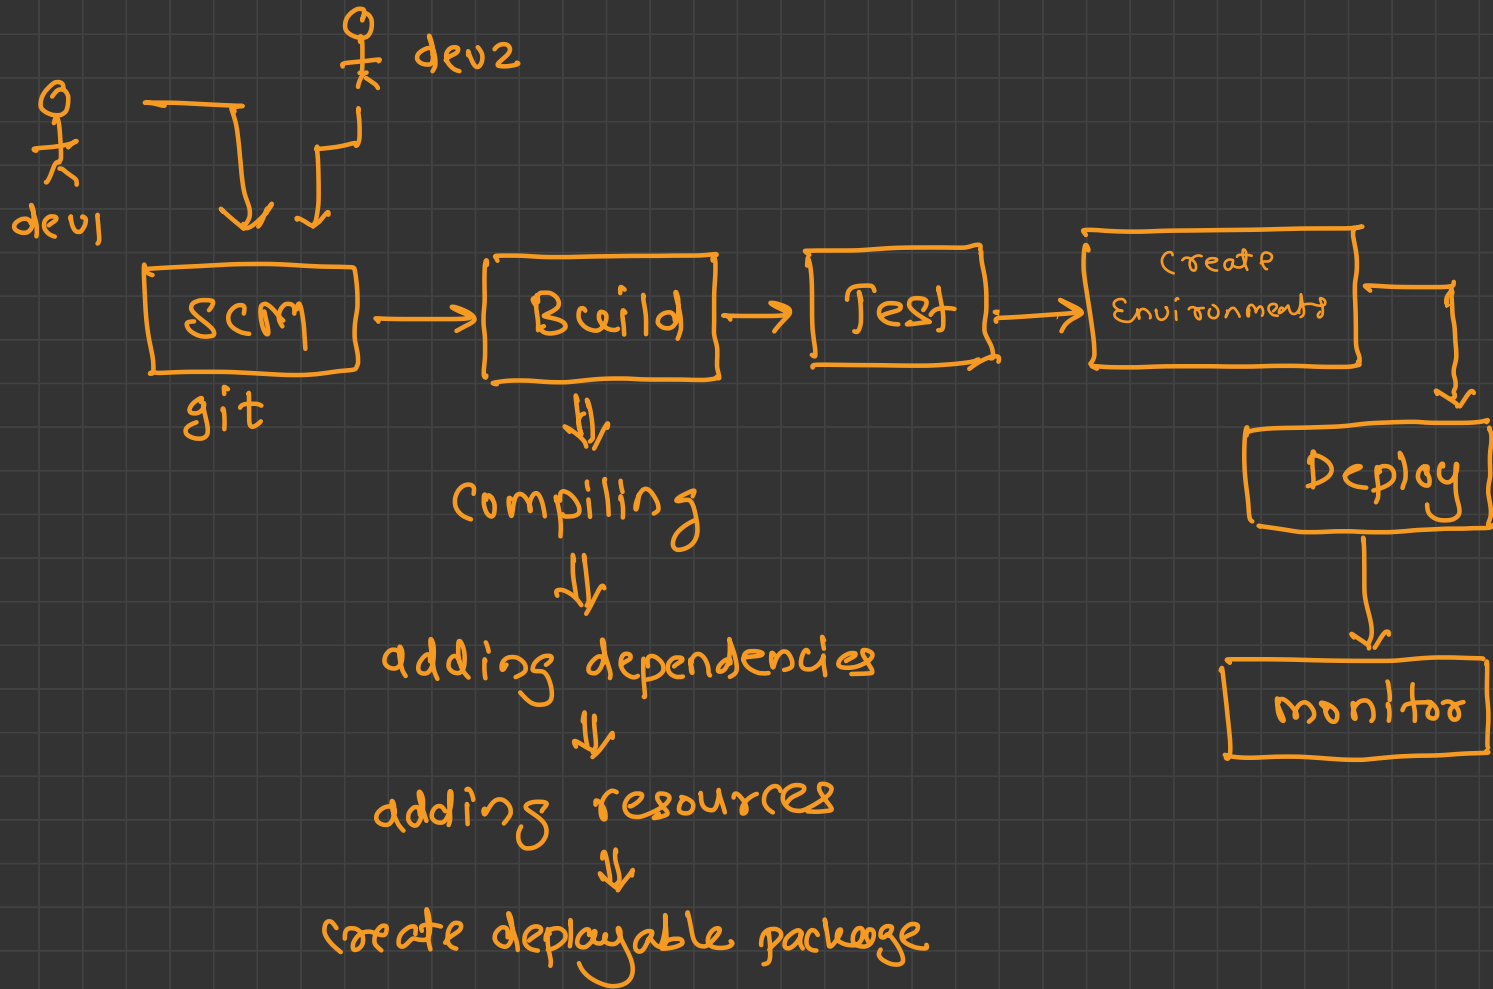 dev2
dev1
SCM
git
Build
Test
Create
Environments
Deploy
monitor
Compiling
adding dependencies
adding resources
create deployable package